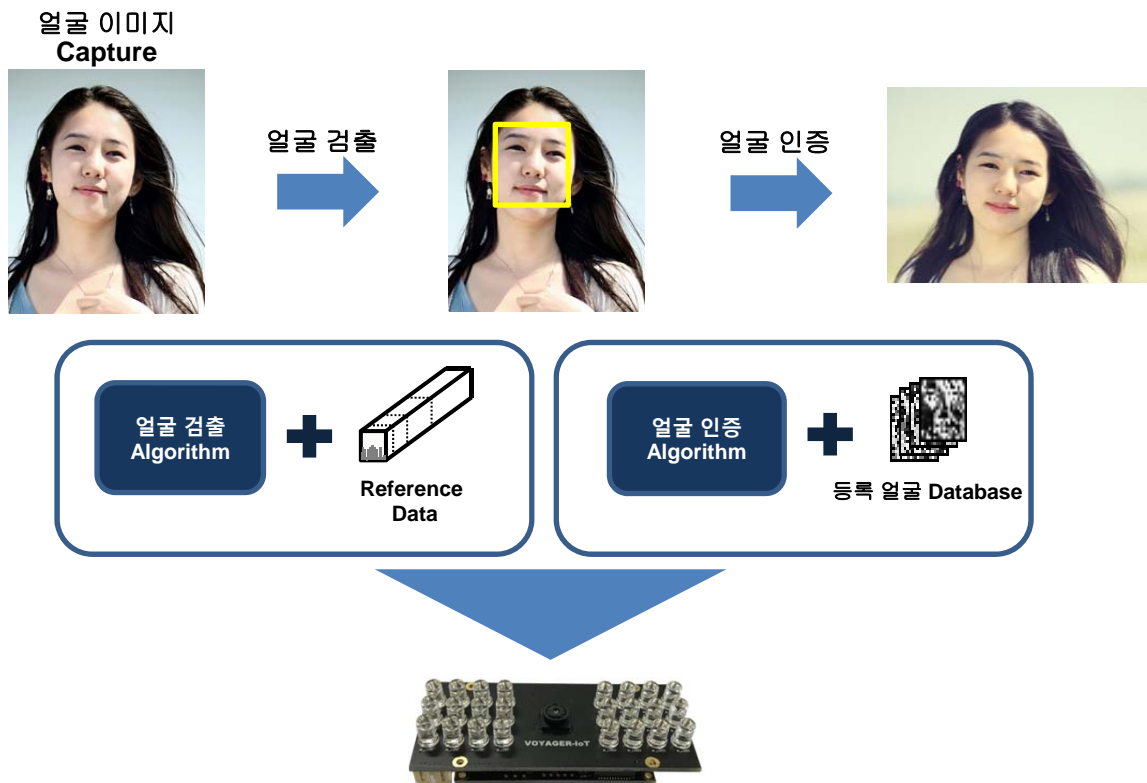 얼굴 이미지
Capture
얼굴 검출
얼굴 인증
얼굴 검출
Algorithm
Reference
Data
얼굴 인증
Algorithm
등록 얼굴 Database
VOYAGER-IoT